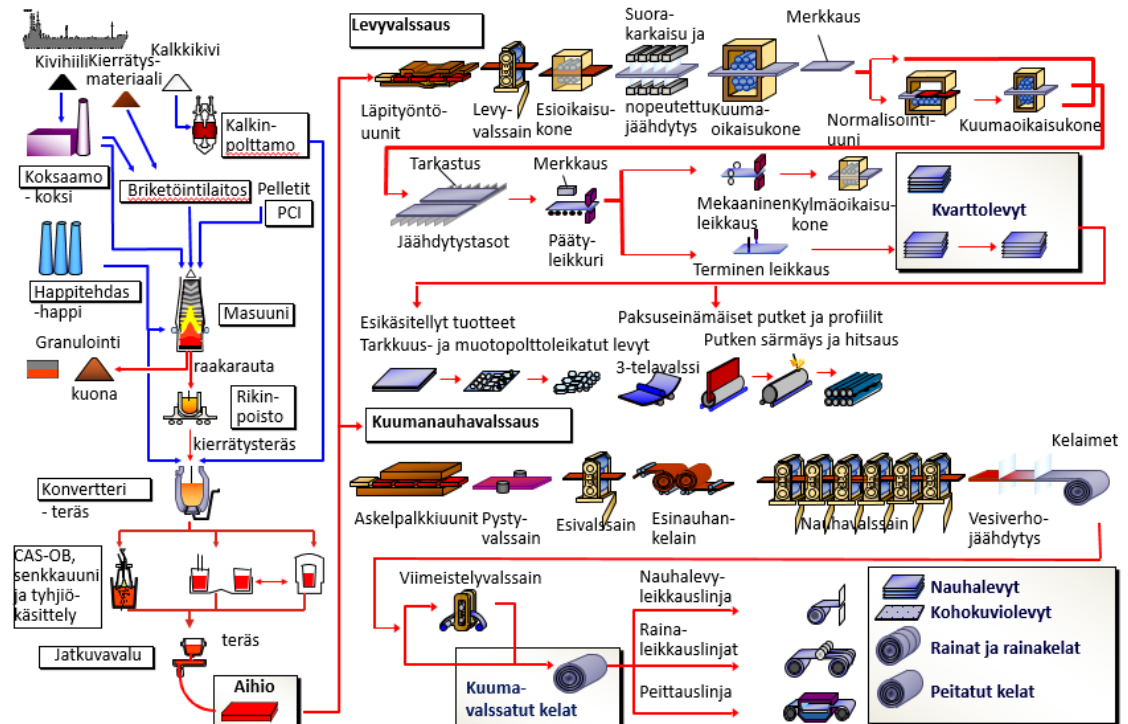 Kivihiili
Kierrätys-
materiaali
Kalkkikivi
Kalkin-
polttamo
Koksaamo
- koksi
Briketöintilaitos
Pelletit
PCI
Happitehdas
-happi
Masuuni
Granulointi
kuona
raakarauta
Rikin-
poisto
kierrätysteräs
Konvertteri
- teräs
CAS-OB,
senkkauuni
ja tyhjiö-
käsittely
Jatkuvavalu
teräs
Aihio
Levyvalssaus
Läpityöntö-
uunit
Levy-
valssain
Esioikaisu-
kone
Suora-
karkaisu ja
nopeutettu
jäähdytys
Kuuma-
oikaisukone
Merkkaus
Normalisointi-
uuni
Kuumaoikaisukone
Tarkastus
Jäähdytystasot
Merkkaus
Pääty-
leikkuri
Mekaaninen
leikkaus
Kylmäoikaisu-
kone
Terminen leikkaus
Kvarttolevyt
Esikäsitellyt tuotteet
Tarkkuus- ja muotopolttoleikatut levyt
Paksuseinämäiset putket ja profiilit
Putken särmäys ja hitsaus
3-telavalssi
Kuumanauhavalssaus
Askelpalkkiuunit
Pysty-
valssain
Esivalssain
Esinauhan-
kelain
Nauhavalssain
Vesiverho-
jäähdytys
Kelaimet
Viimeistelyvalssain
Kuuma-
valssatut kelat
Nauhalevy-
leikkauslinja
Raina-
leikkauslinjat
Peittauslinja
Nauhalevyt
Kohokuviolevyt
Rainat ja rainakelat
Peitatut kelat